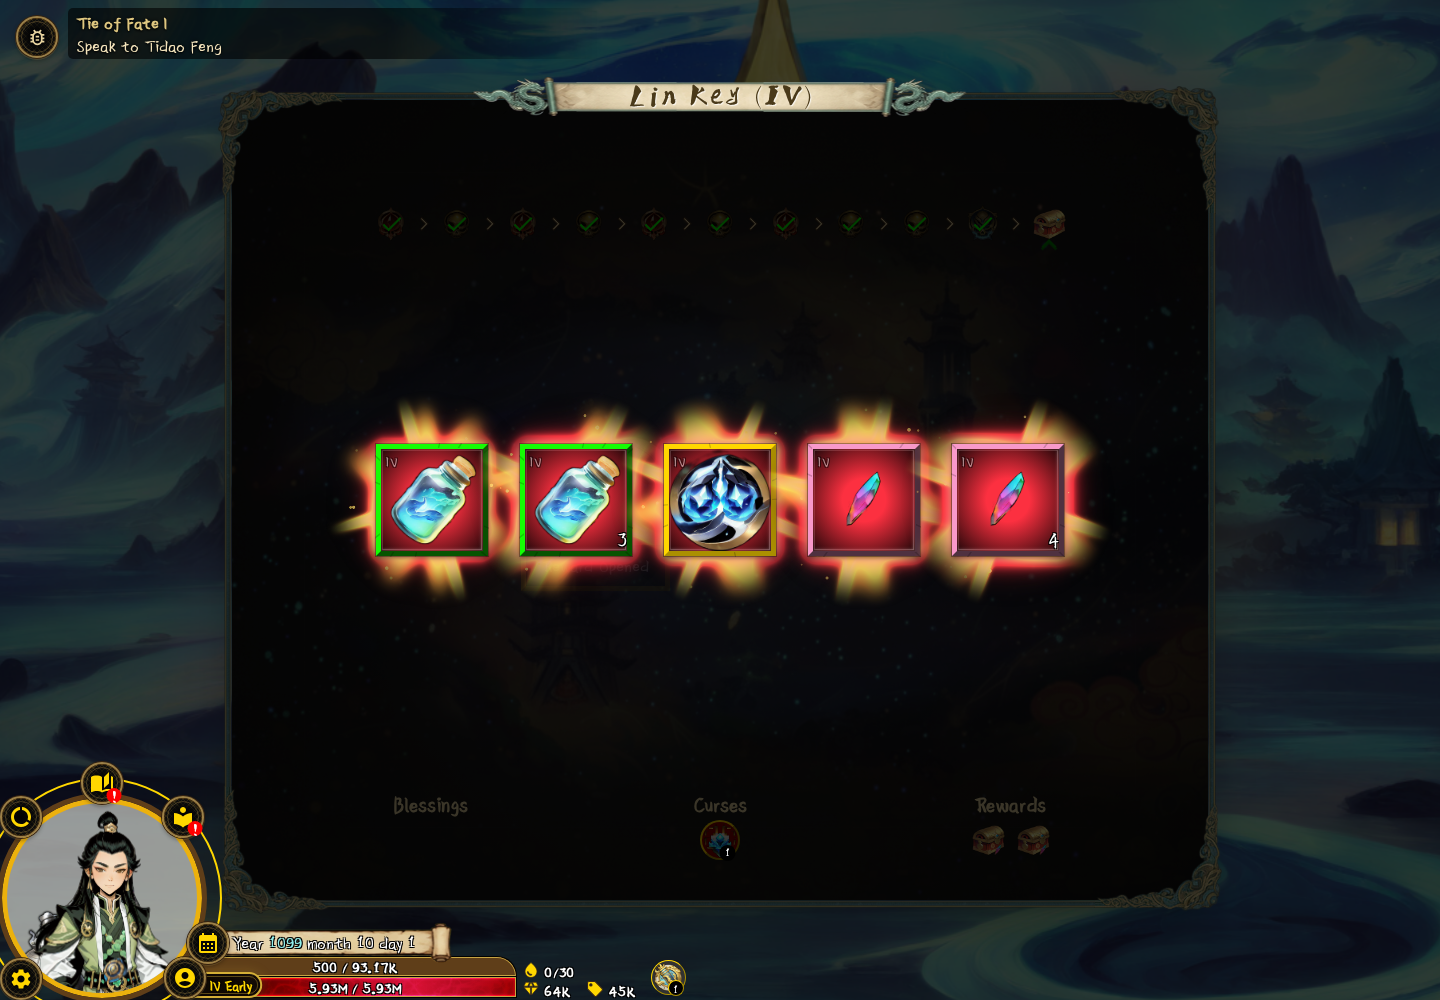 Tie of Fate I
Speak to Tidao Feng
Lin Key (IV)
IV
IV
3
IV
IV
IV
4
opened
Blessings
Curses
Rewards
1
Year 1099 month 10 day 1
500 / 93.17K
5.93M / 5.93M
IV Early
0/30
64K
45K
1